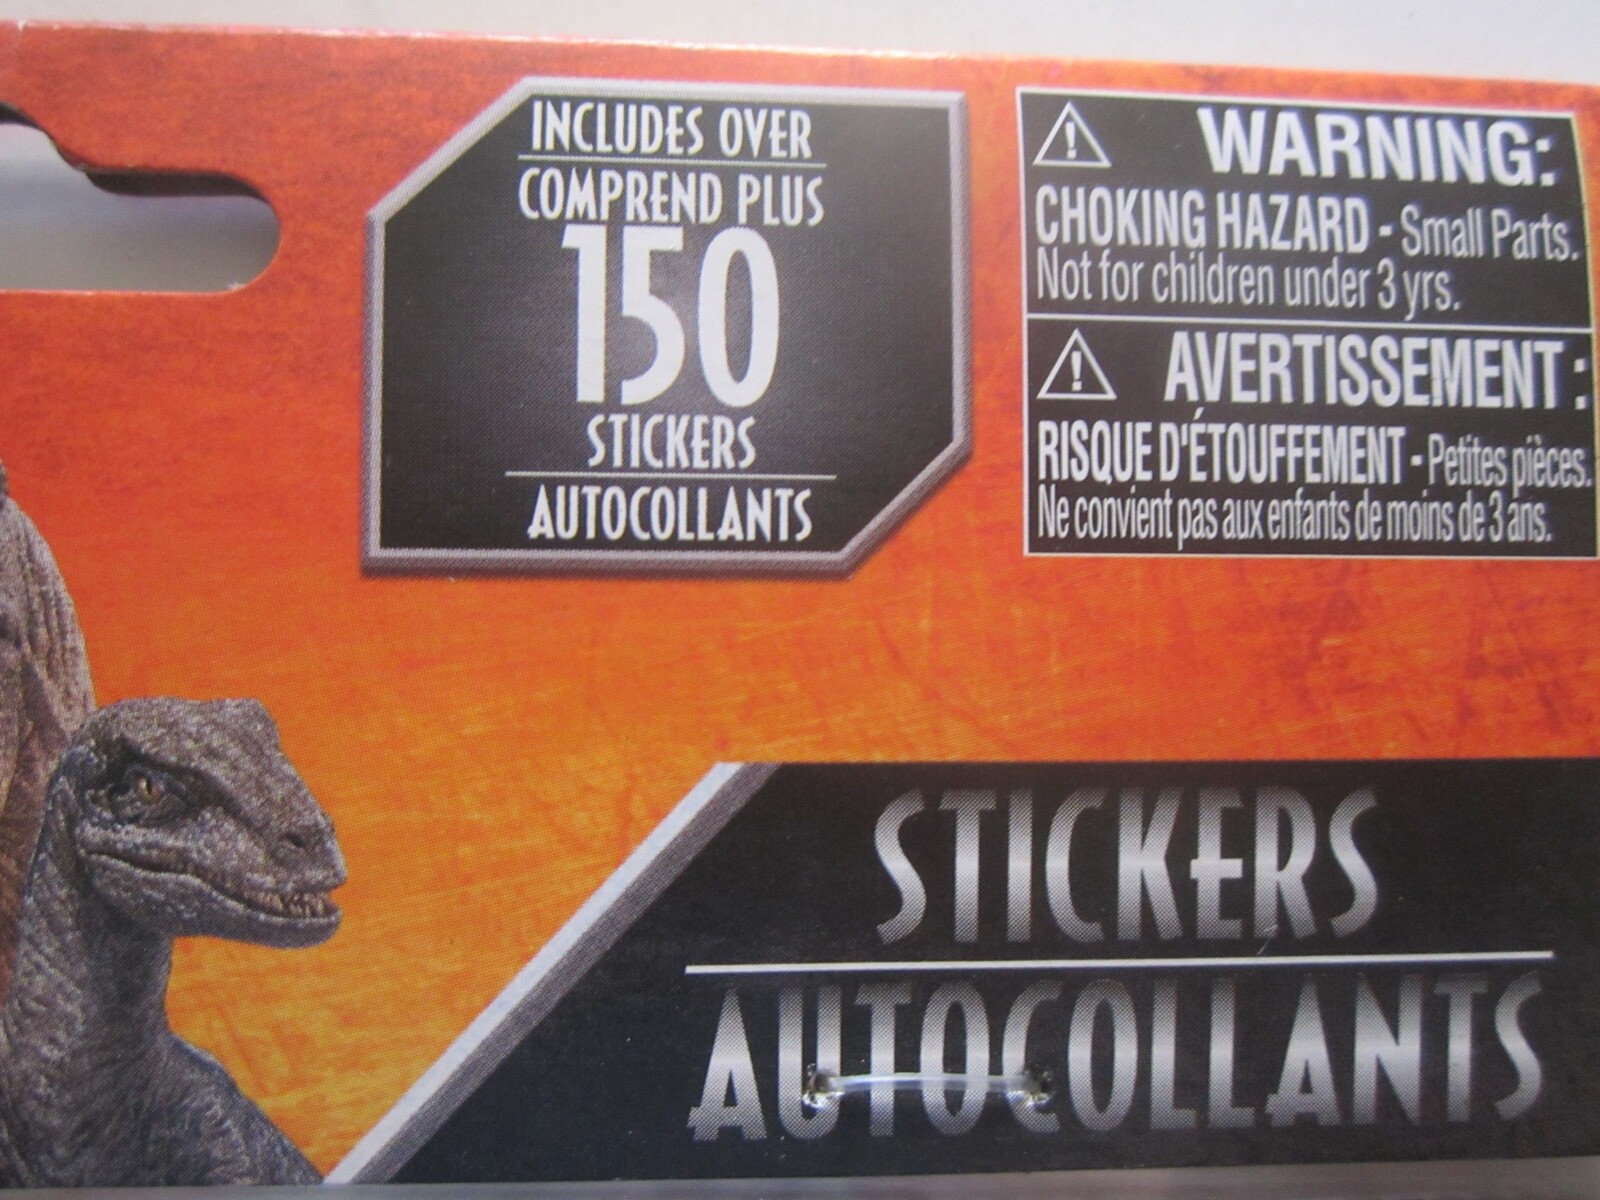 INCLUDES OVER
COMPREND PLUS
150
STICKERS
AUTOCOLLANTS
WARNING:
CHOKING HAZARD - Small Parts.
Not for children under 3 yrs.
AVERTISSEMENT :
RISQUE D'ÉTOUFFEMENT - Petites pièces.
Ne convient pas aux enfants de moins de 3 ans.
STICKERS
AUTOCOLLANTS